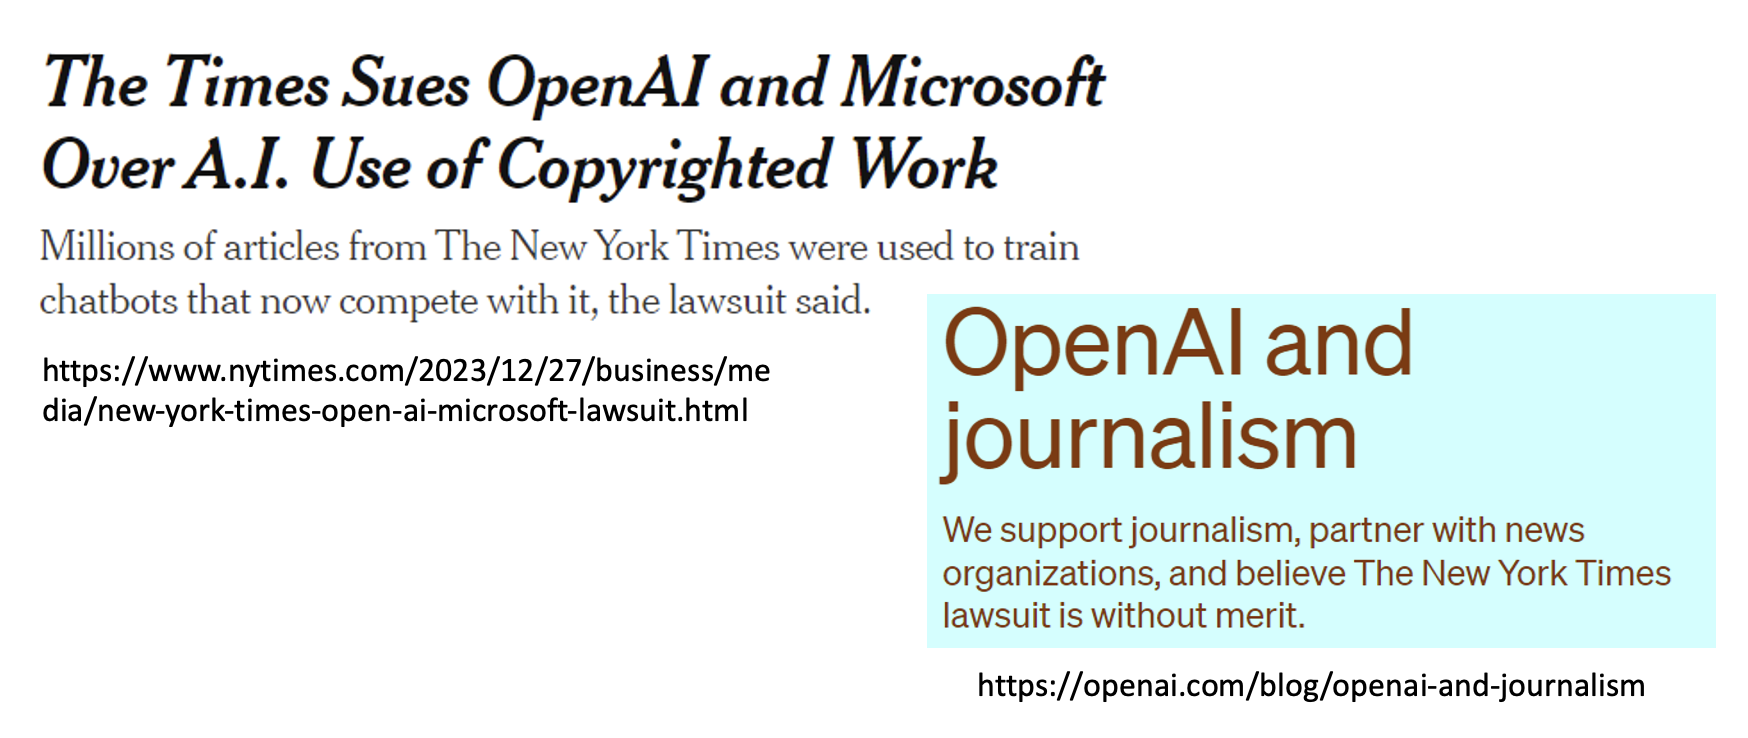 The Times Sues OpenAI and Microsoft
Over A.I. Use of Copyrighted Work
Millions of articles from The New York Times were used to train
chatbots that now compete with it, the lawsuit said.
https://www.nytimes.com/2023/12/27/business/me
dia/new-york-times-open-ai-microsoft-lawsuit.html
OpenAI and
journalism
We support journalism, partner with news
organizations, and believe The New York Times
lawsuit is without merit.
https://openai.com/blog/openai-and-journalism